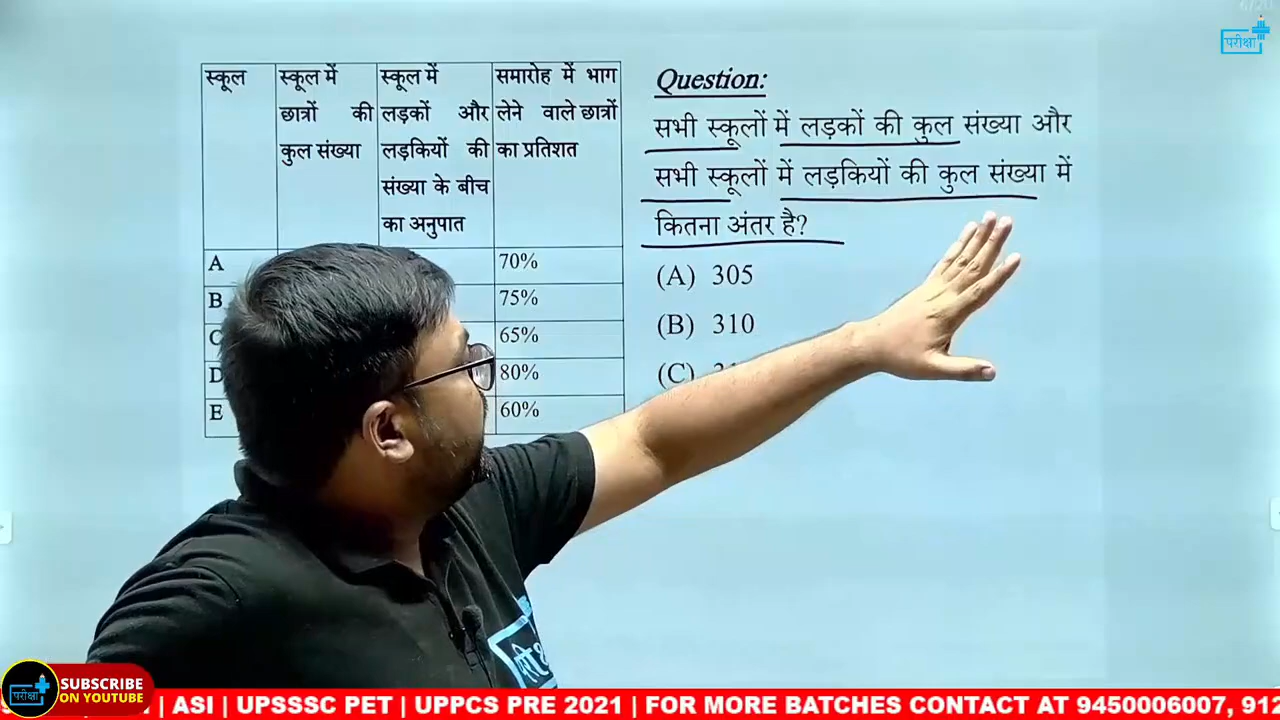 परीक्षा
स्कूल
स्कूल में
छात्रों की
कुल संख्या
स्कूल में
लड़कों और
लड़कियों की
संख्या के बीच
का अनुपात
समारोह में भाग
लेने वाले छात्रों
का प्रतिशत
A
70%
B
75%
65%
D
80%
E
60%
Question:
सभी स्कूलों में लड़कों की कुल संख्या और
सभी स्कूलों में लड़कियों की कुल संख्या में
कितना अंतर है?
(A) 305
(B) 310
(C)
परीक्षा
SUBSCRIBE
ON YOUTUBE
| ASI | UPSSSC PET | UPPCS PRE 2021 | FOR MORE BATCHES CONTACT AT 9450006007, 912